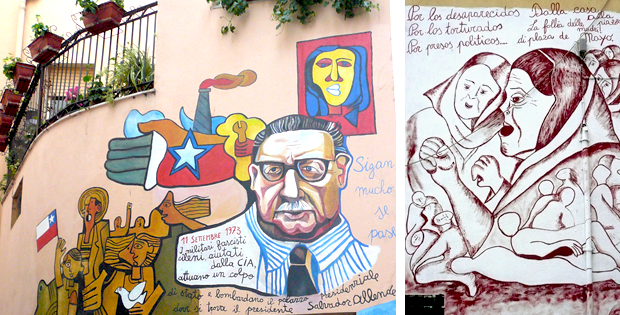 Sigan
mucho
se
11 SETTEMBRE 1973
I militari fascisti
cileni, aiutati
dalla CIA,
attuano un colpo
di stato e bombardano il palazzo presidenziale
dove si trova il presidente Salvador Allende
Por los desaparecidos
Por los torturados
Por presos politicos...
Dalla casa
alla piazza
La follia delle madri
di plaza de Mayo